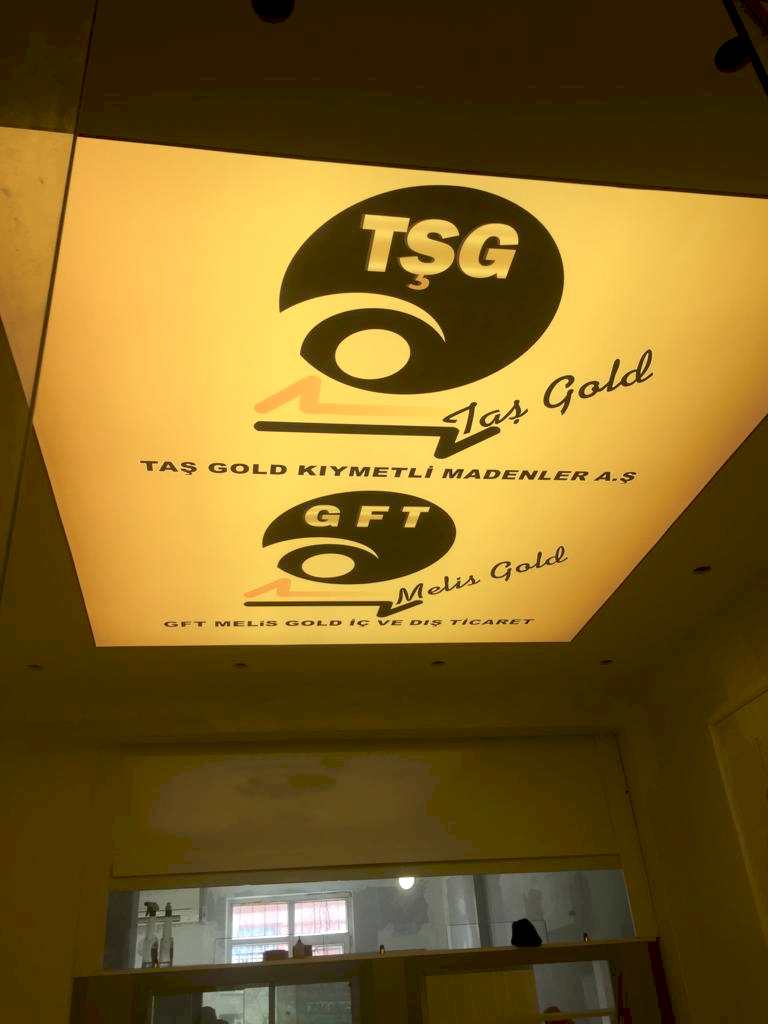 TŞG
Taş Gold
TAŞ GOLD KIYMETLİ MADENLER A.Ş
GFT
Melis Gold
GFT MELİS GOLD İÇ VE DIŞ TİCARET